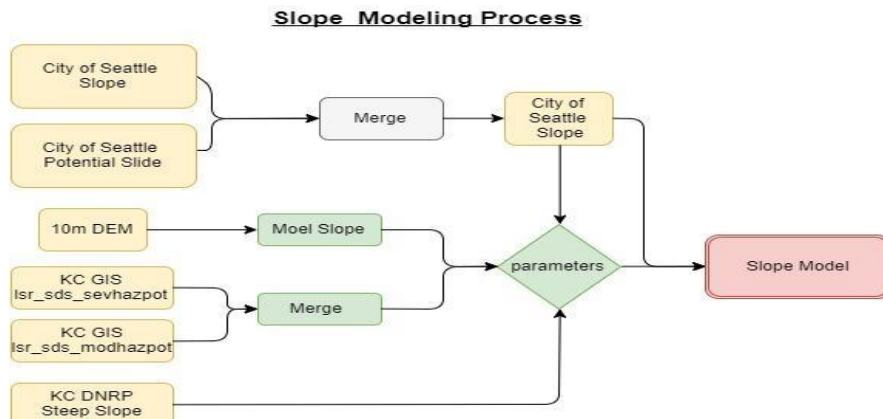 Slope Modeling Process
City of Seattle
Slope
City of Seattle
Potential Slide
Merge
City of
Seattle
Slope
10m DEM
Moel Slope
parameters
Slope Model
KC GIS
lsr_sds_sevhazpot
Merge
KC GIS
lsr_sds_modhazpot
KC DNRP
Steep Slope